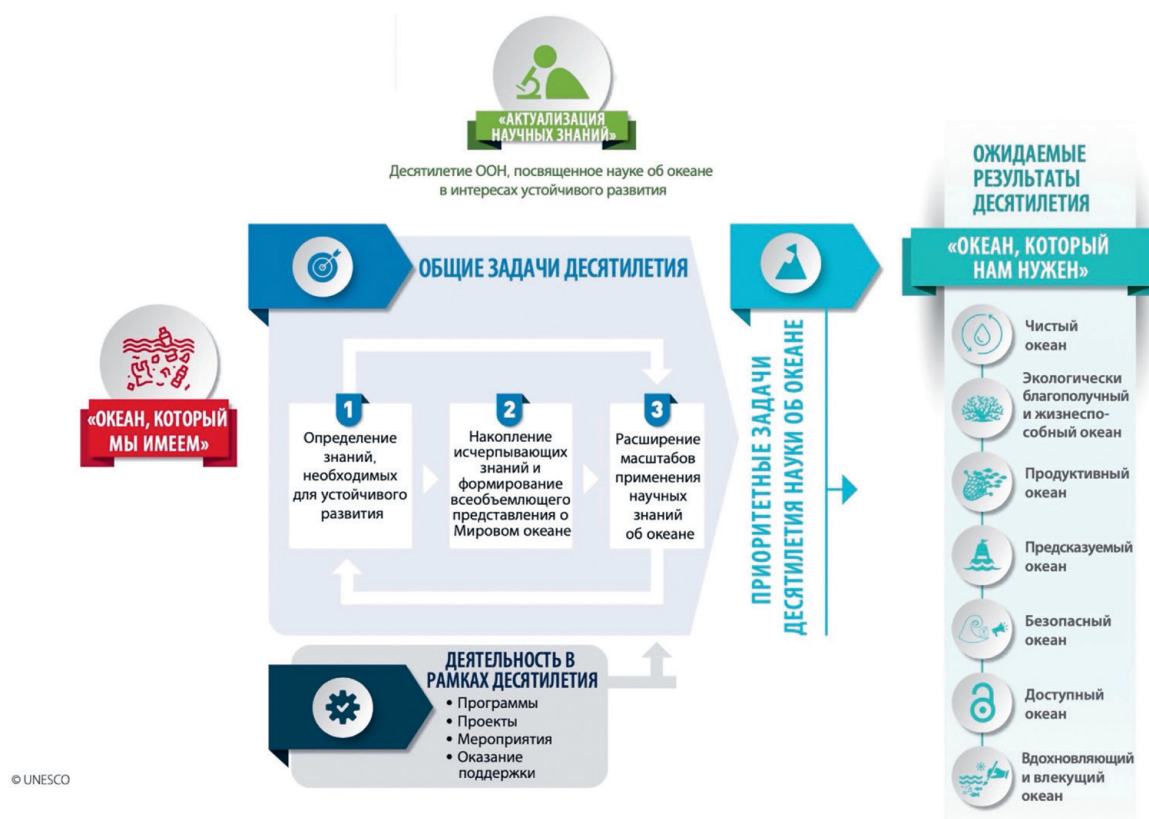 «АКТУАЛИЗАЦИЯ
НАУЧНЫХ ЗНАНИЙ»
Десятилетие ООН, посвященное науке об океане
в интересах устойчивого развития
«ОКЕАН, КОТОРЫЙ
МЫ ИМЕЕМ»
ОБЩИЕ ЗАДАЧИ ДЕСЯТИЛЕТИЯ
1
Определение
знаний,
необходимых
для устойчивого
развития
2
Накопление
исчерпывающих
знаний и
формирование
всеобъемлющего
представления о
Мировом океане
3
Расширение
масштабов
применения
научных
знаний
об океане
ДЕЯТЕЛЬНОСТЬ В
РАМКАХ ДЕСЯТИЛЕТИЯ
• Программы
• Проекты
• Мероприятия
• Оказание
поддержки
ПРИОРИТЕТНЫЕ ЗАДАЧИ
ДЕСЯТИЛЕТИЯ НАУКИ ОБ ОКЕАНЕ
ОЖИДАЕМЫЕ
РЕЗУЛЬТАТЫ
ДЕСЯТИЛЕТИЯ
«ОКЕАН, КОТОРЫЙ
НАМ НУЖЕН»
Чистый
океан
Экологически
благополучный
и жизнеспо-
собный океан
Продуктивный
океан
Предсказуемый
океан
Безопасный
океан
Доступный
океан
Вдохновляющий
и влекущий
океан
© UNESCO